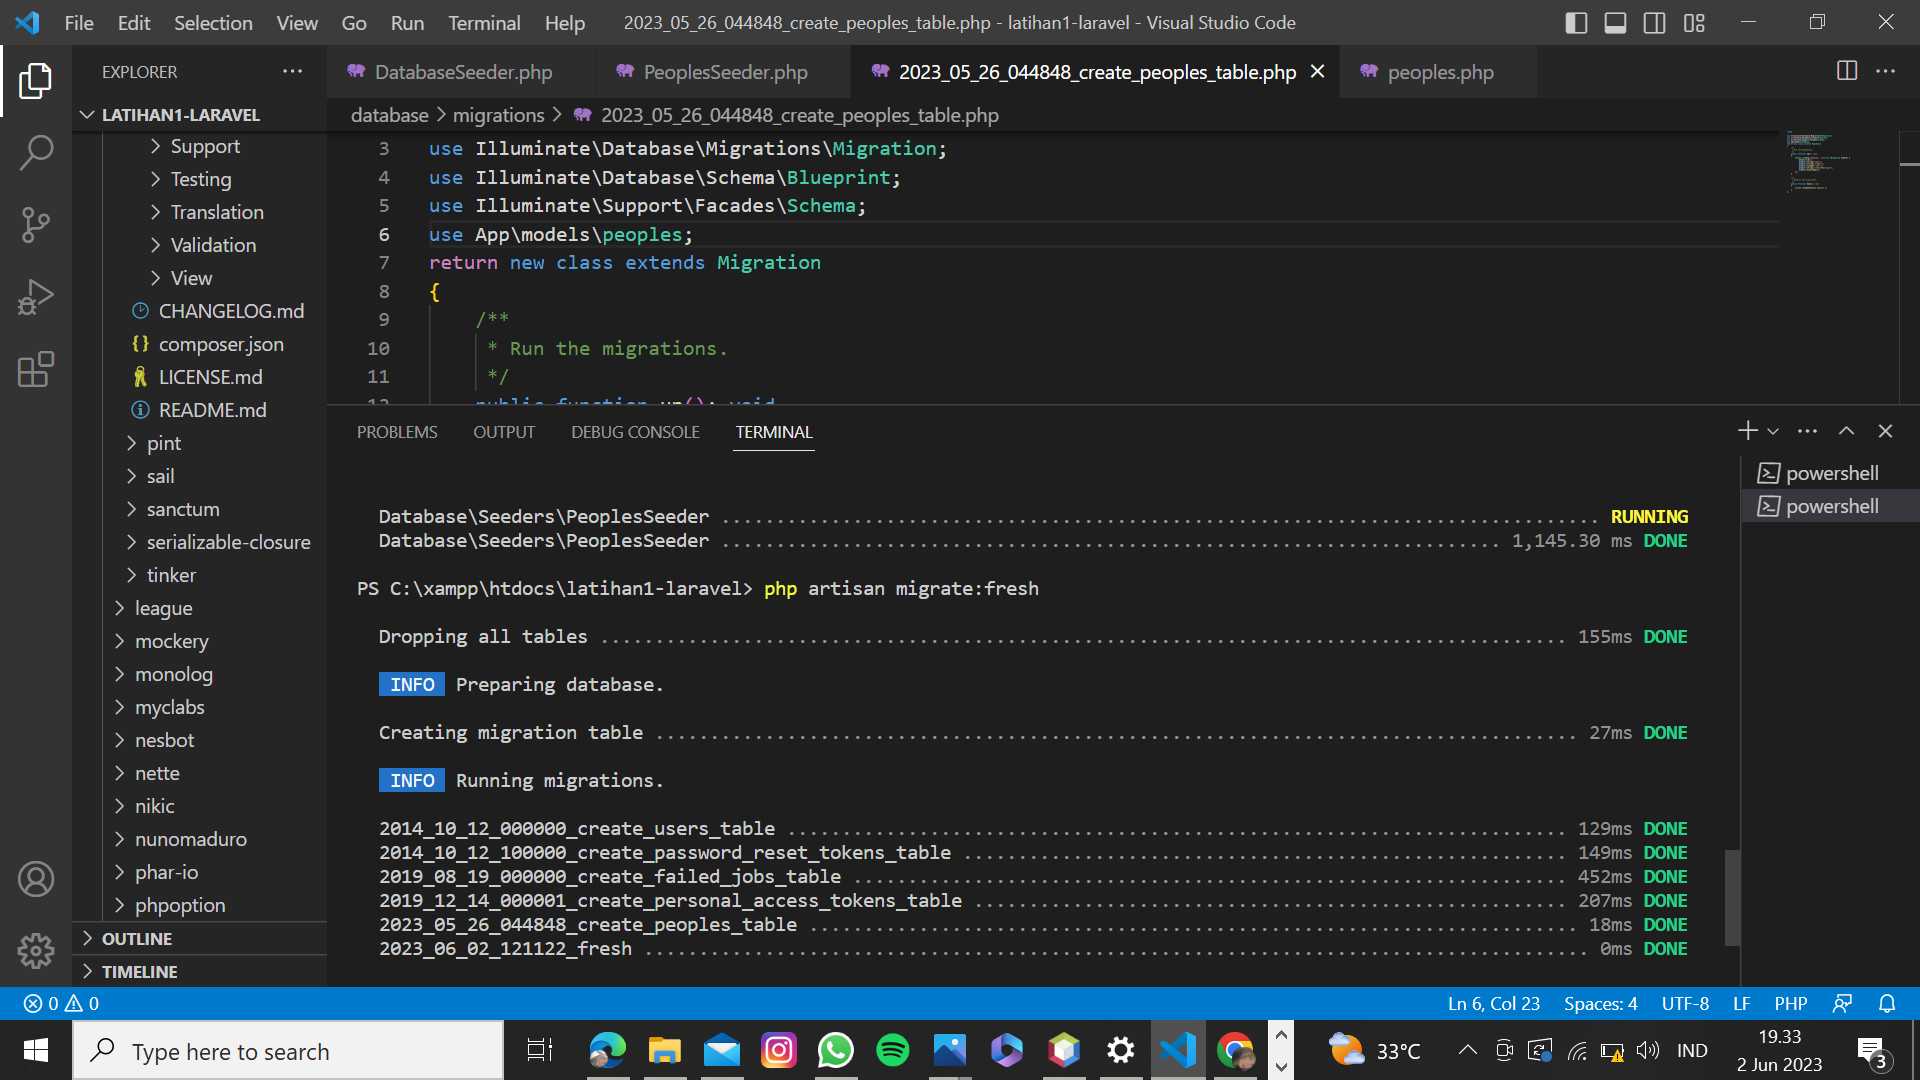 File Edit Selection View Go Run Terminal Help 2023_05_26_044848_create_peoples_table.php - latihan1-laravel - Visual Studio Code
EXPLORER
DatabaseSeeder.php PeoplesSeeder.php 2023_05_26_044848_create_peoples_table.php peoples.php
LATIHAN1-LARAVEL
database > migrations > 2023_05_26_044848_create_peoples_table.php
Support
Testing
Translation
Validation
View
CHANGELOG.md
composer.json
LICENSE.md
README.md
pint
sail
sanctum
serializable-closure
tinker
league
mockery
monolog
myclabs
nesbot
nette
nikic
nunomaduro
phar-io
phpoption
OUTLINE
TIMELINE
3 use Illuminate\Database\Migrations\Migration;
4 use Illuminate\Database\Schema\Blueprint;
5 use Illuminate\Support\Facades\Schema;
6 use App\models\peoples;
7 return new class extends Migration
8 {
9 /**
10 * Run the migrations.
11 */
12 public function up(): void
PROBLEMS OUTPUT DEBUG CONSOLE TERMINAL
powershell
powershell
Database\Seeders\PeoplesSeeder ................................................................................ RUNNING
Database\Seeders\PeoplesSeeder ....................................................................... 1,145.30 ms DONE
PS C:\xampp\htdocs\latihan1-laravel> php artisan migrate:fresh
Dropping all tables ........................................................................................ 155ms DONE
INFO Preparing database.
Creating migration table .................................................................................... 27ms DONE
INFO Running migrations.
2014_10_12_000000_create_users_table ....................................................................... 129ms DONE
2014_10_12_100000_create_password_reset_tokens_table ....................................................... 149ms DONE
2019_08_19_000000_create_failed_jobs_table ................................................................. 452ms DONE
2019_12_14_000001_create_personal_access_tokens_table ...................................................... 207ms DONE
2023_05_26_044848_create_peoples_table ...................................................................... 18ms DONE
2023_06_02_121122_fresh ...................................................................................... 0ms DONE
0 0 Ln 6, Col 23 Spaces: 4 UTF-8 LF PHP
Type here to search 33°C IND
19.33
2 Jun 2023
3